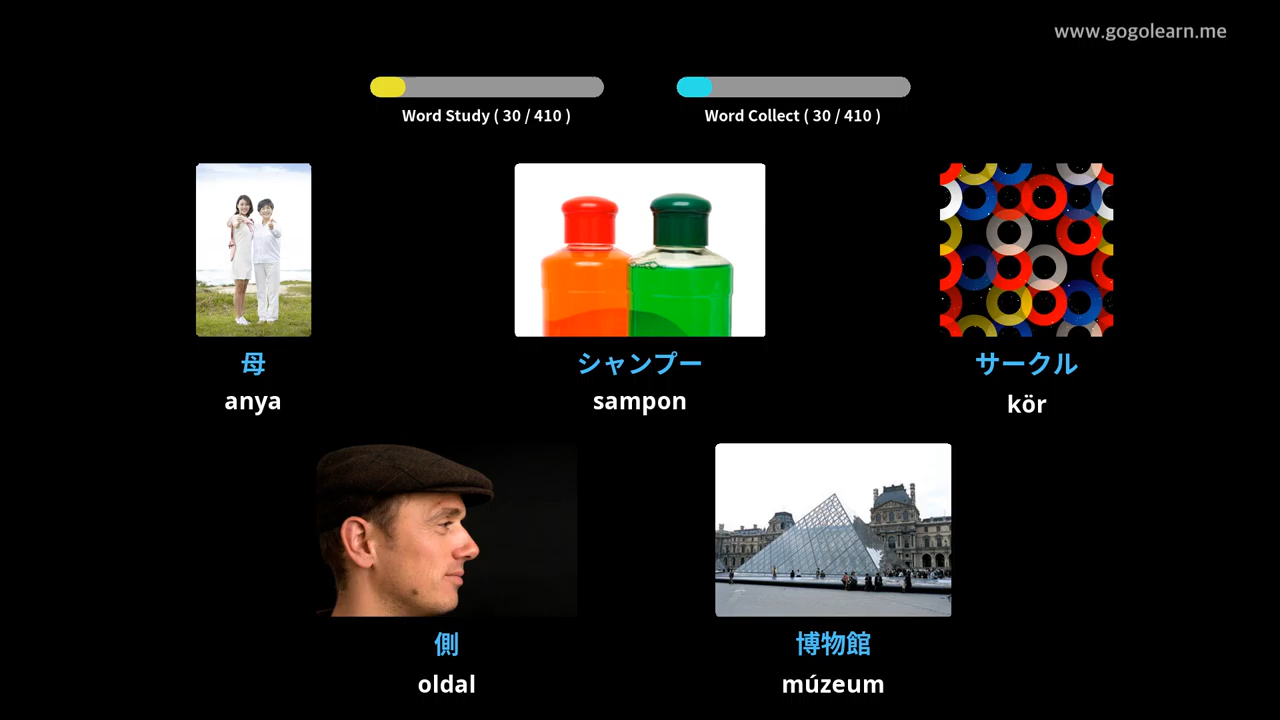 www.gogolearn.me
Word Study ( 30 / 410 )
Word Collect ( 30 / 410 )
母
anya
シャンプー
sampon
サークル
kör
側
oldal
博物館
múzeum